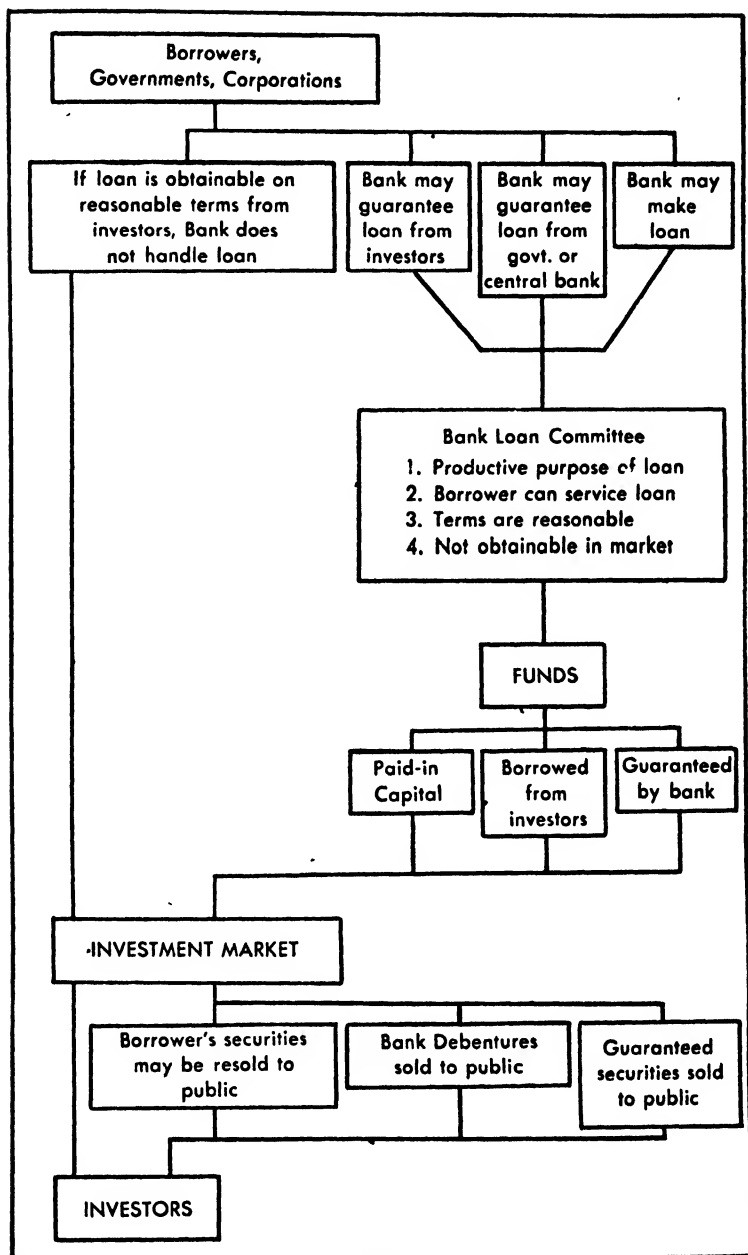 Borrowers,
Governments, Corporations
If loan is obtainable on
reasonable terms from
investors, Bank does
not handle loan
Bank may
guarantee
loan from
investors
Bank may
guarantee
loan from
govt. or
central bank
Bank may
make
loan
Bank Loan Committee
1. Productive purpose of loan
2. Borrower can service loan
3. Terms are reasonable
4. Not obtainable in market
FUNDS
Paid-in
Capital
Borrowed
from
investors
Guaranteed
by bank
INVESTMENT MARKET
Borrower's securities
may be resold to
public
Bank Debentures
sold to public
Guaranteed
securities sold
to public
INVESTORS